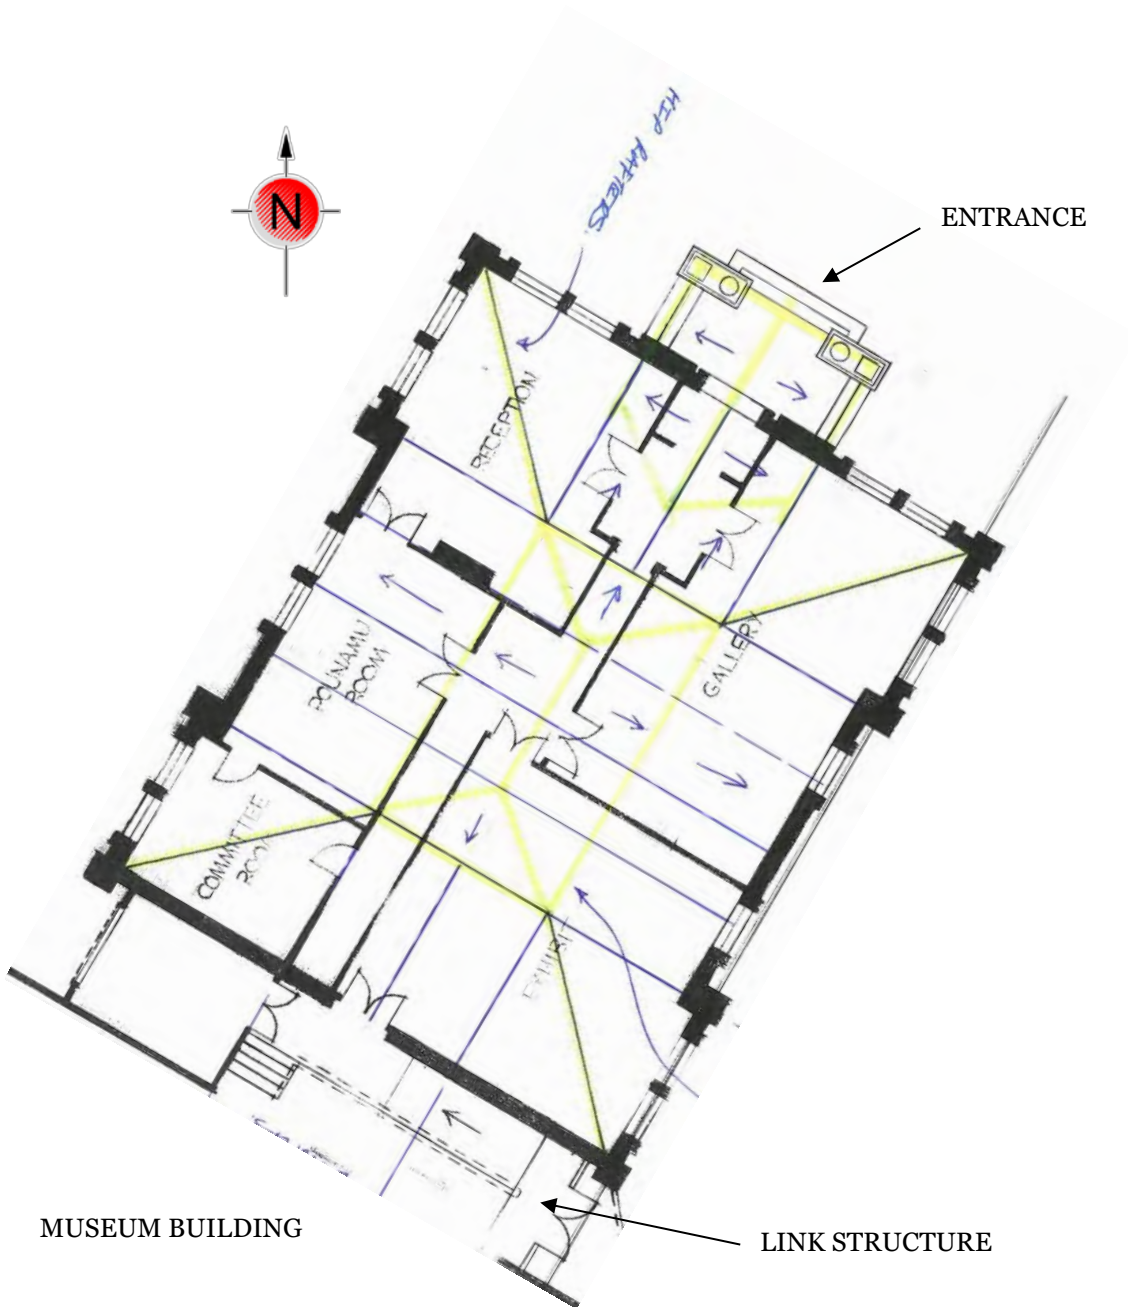 HIP RAFTERS.
N
ENTRANCE
RECEPTION
POUNAMU
ROOM
GALLERY
COMMITTEE
ROOM
EXHIBIT
MUSEUM BUILDING
LINK STRUCTURE